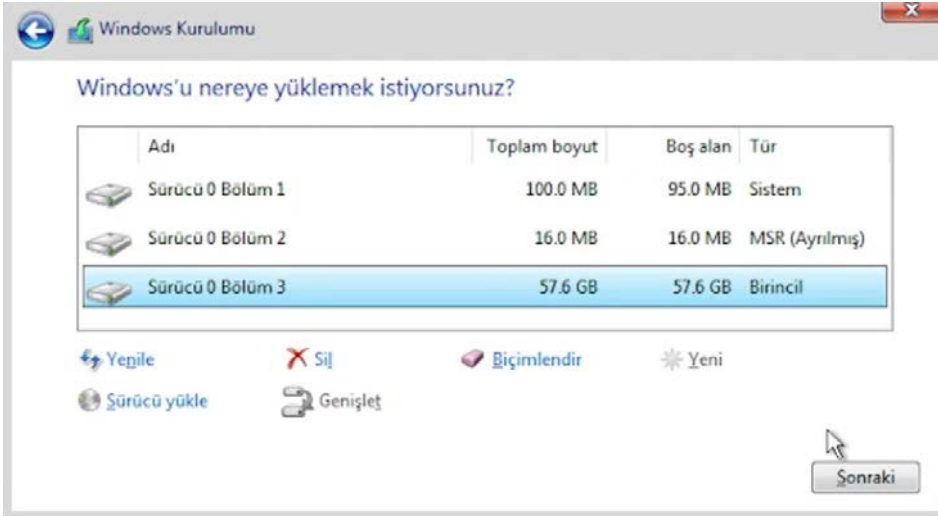 Windows Kurulumu
Windows'u nereye yüklemek istiyorsunuz?
Adı Toplam boyut Boş alan Tür
Sürücü 0 Bölüm 1 100.0 MB 95.0 MB Sistem
Sürücü 0 Bölüm 2 16.0 MB 16.0 MB MSR (Ayrılmış)
Sürücü 0 Bölüm 3 57.6 GB 57.6 GB Birincil
Yenile Sil Biçimlendir Yeni
Sürücü yükle Genişlet
Sonraki